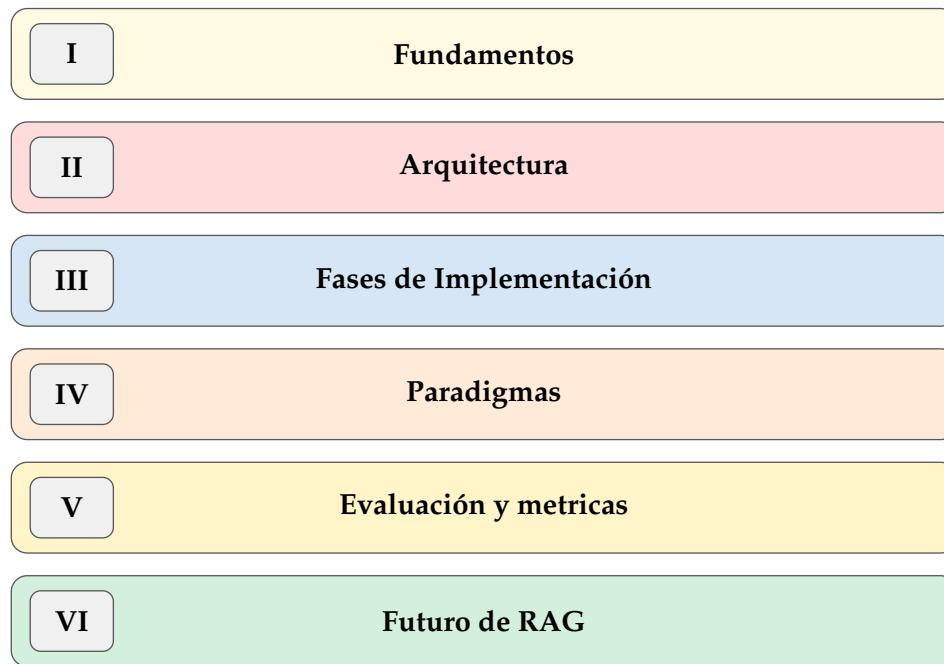 I Fundamentos
II Arquitectura
III Fases de Implementación
IV Paradigmas
V Evaluación y metricas
VI Futuro de RAG